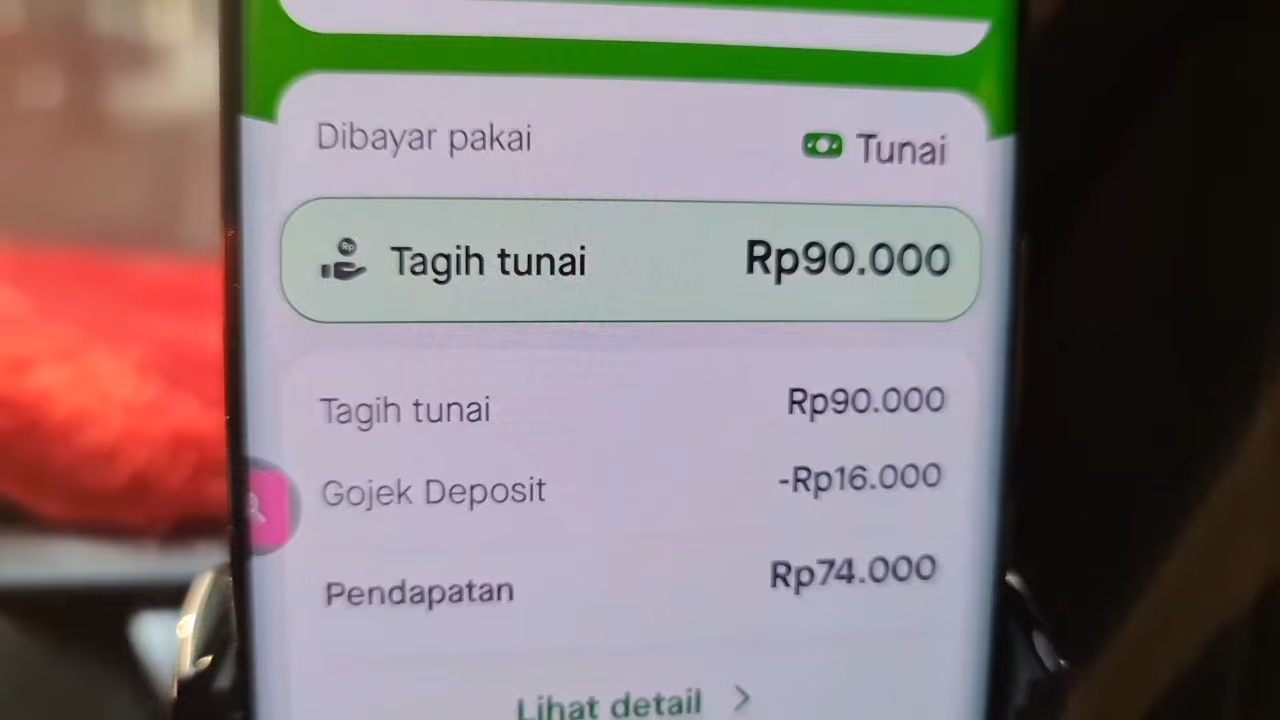 Dibayar pakai Tunai
Rp
Tagih tunai Rp90.000
Tagih tunai Rp90.000
Gojek Deposit -Rp16.000
Pendapatan Rp74.000
Lihat detail